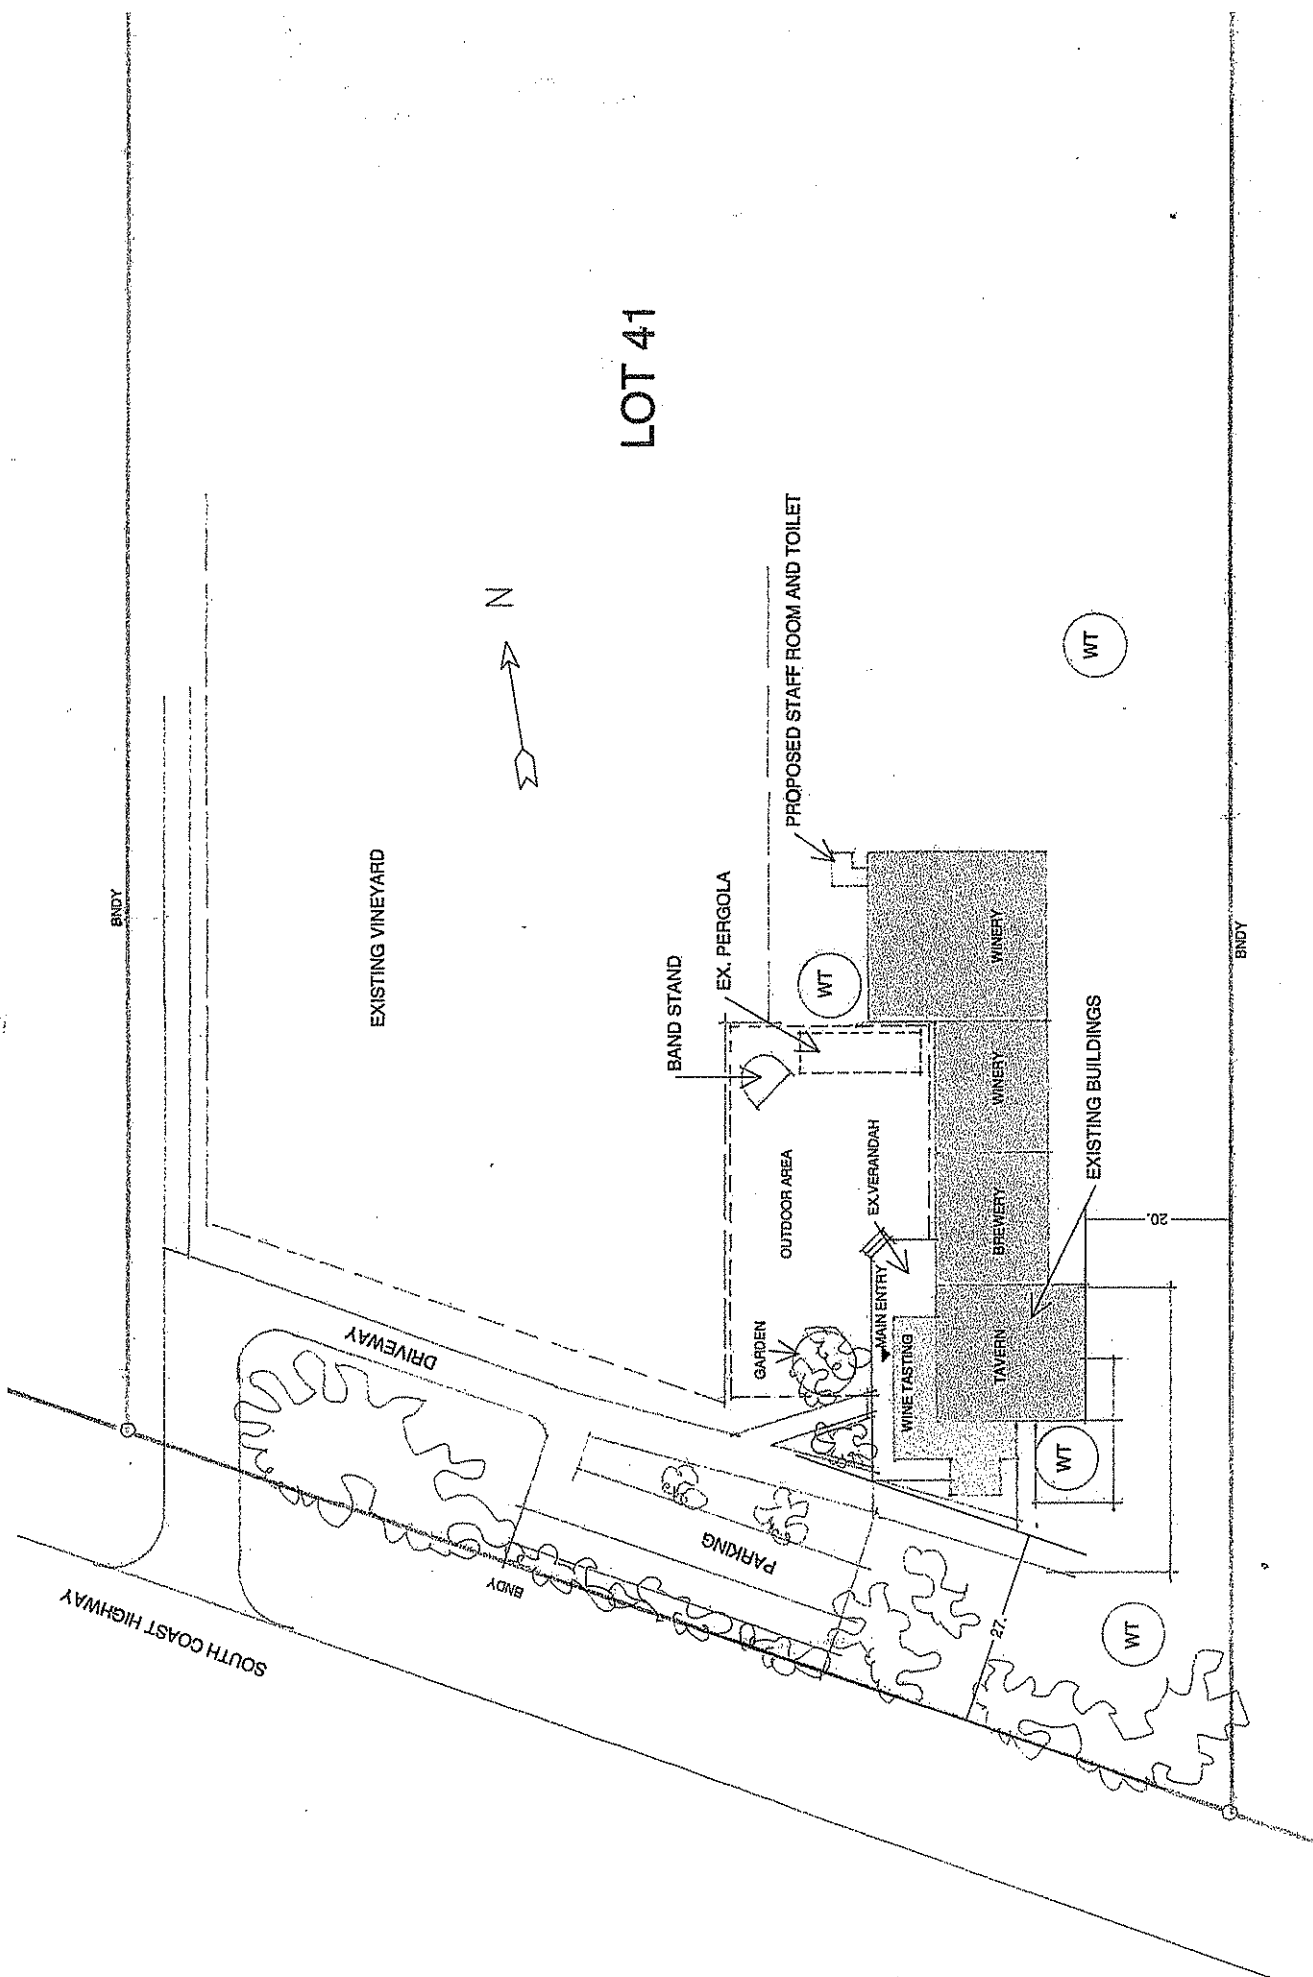 LOT 41
N
PROPOSED STAFF ROOM AND TOILET
WT
BNDY
EXISTING VINEYARD
EX. PERGOLA
BAND STAND
WT
WINERY
BNDY
WINERY
EXISTING BUILDINGS
OUTDOOR AREA
EX.VERANDAH
BREWERY
20.
GARDEN
MAIN ENTRY
WINE TASTING
TAVERN
DRIVEWAY
WT
PARKING
BNDY
SOUTH COAST HIGHWAY
27.
WT